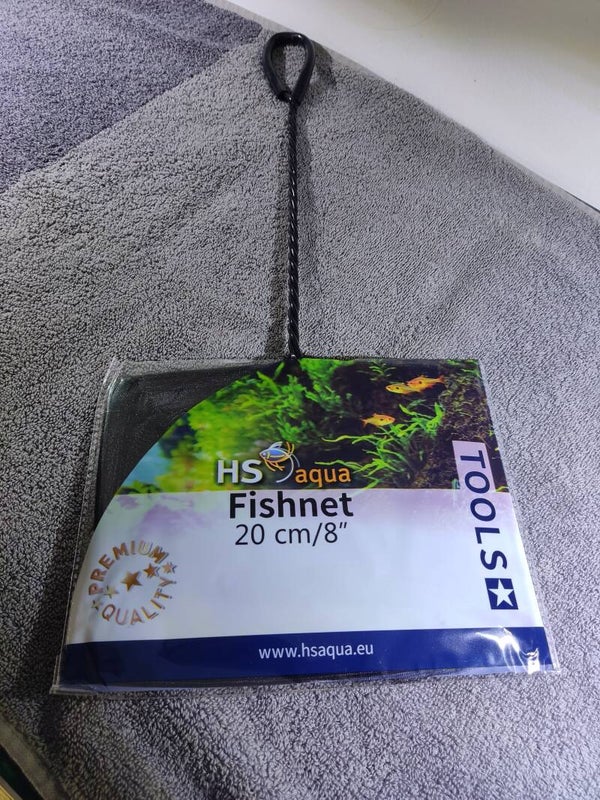 HS aqua
Fishnet
20 cm/8"
TOOLS
PREMIUM
QUALITY
www.hsaqua.eu